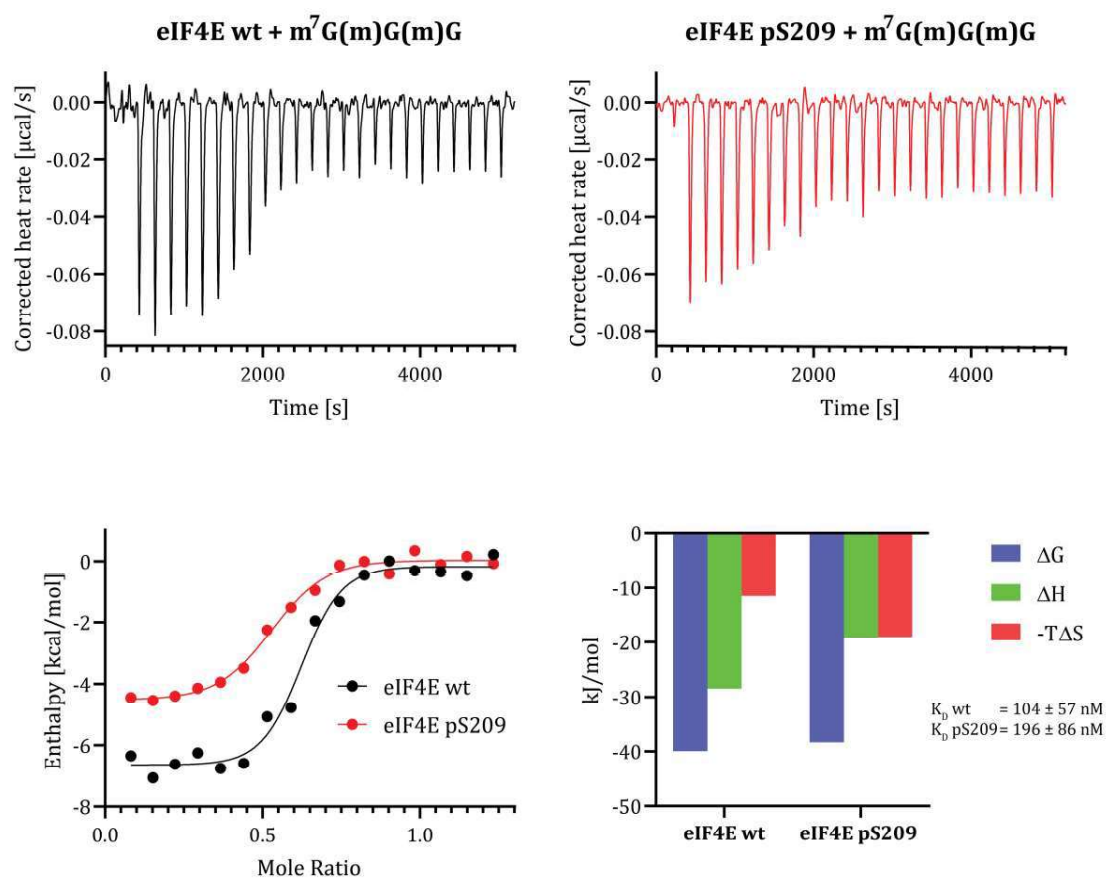 eIF4E wt + m⁷G(m)G(m)G
eIF4E pS209 + m⁷G(m)G(m)G
Corrected heat rate [µcal/s]
0.00
-0.02
-0.04
-0.06
-0.08
0
2000
4000
Time [s]
Corrected heat rate [µcal/s]
0.00
-0.02
-0.04
-0.06
-0.08
0
2000
4000
Time [s]
Enthalpy [kcal/mol]
0
-2
-4
-6
-8
0.0
0.5
1.0
Mole Ratio
eIF4E wt
eIF4E pS209
kJ/mol
0
-10
-20
-30
-40
-50
eIF4E wt
eIF4E pS209
ΔG
ΔH
-TΔS
K_D wt = 104 ± 57 nM
K_D pS209 = 196 ± 86 nM